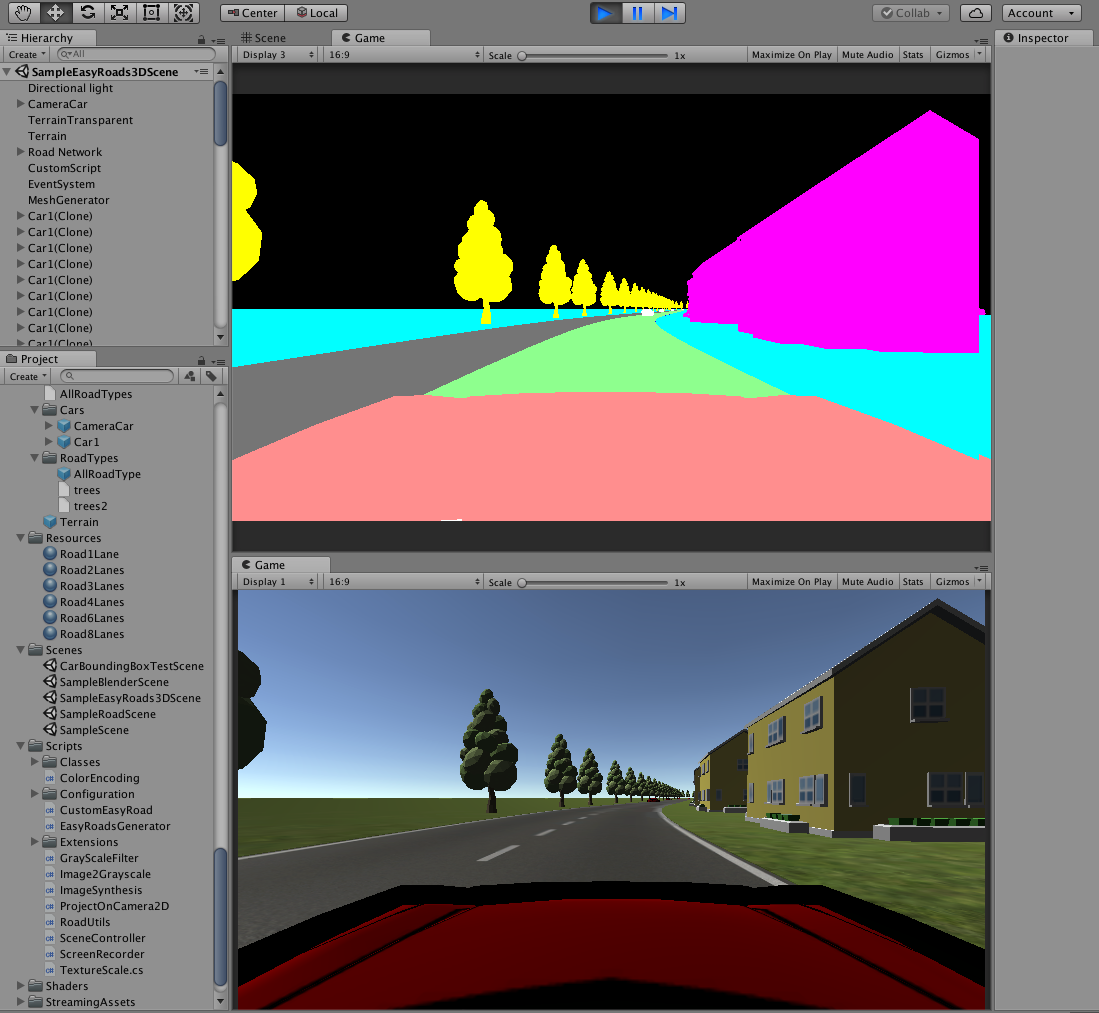 Center Local Collab Account
Hierarchy
Create All
SampleEasyRoads3DScene
Directional light
CameraCar
TerrainTransparent
Terrain
Road Network
CustomScript
EventSystem
MeshGenerator
Car1(Clone)
Car1(Clone)
Car1(Clone)
Car1(Clone)
Car1(Clone)
Car1(Clone)
Car1(Clone)
Car1(Clone)
Car1(Clone)
Project
Create
AllRoadTypes
Cars
CameraCar
Car1
RoadTypes
AllRoadType
trees
trees2
Terrain
Resources
Road1Lane
Road2Lanes
Road3Lanes
Road4Lanes
Road6Lanes
Road8Lanes
Scenes
CarBoundingBoxTestScene
SampleBlenderScene
SampleEasyRoads3DScene
SampleRoadScene
SampleScene
Scripts
Classes
ColorEncoding
Configuration
CustomEasyRoad
EasyRoadsGenerator
Extensions
GrayScaleFilter
Image2Grayscale
ImageSynthesis
ProjectOnCamera2D
RoadUtils
SceneController
ScreenRecorder
TextureScale.cs
Shaders
StreamingAssets
Scene Game
Display 3 16:9 Scale 1x Maximize On Play Mute Audio Stats Gizmos
Game
Display 1 16:9 Scale 1x Maximize On Play Mute Audio Stats Gizmos
Inspector